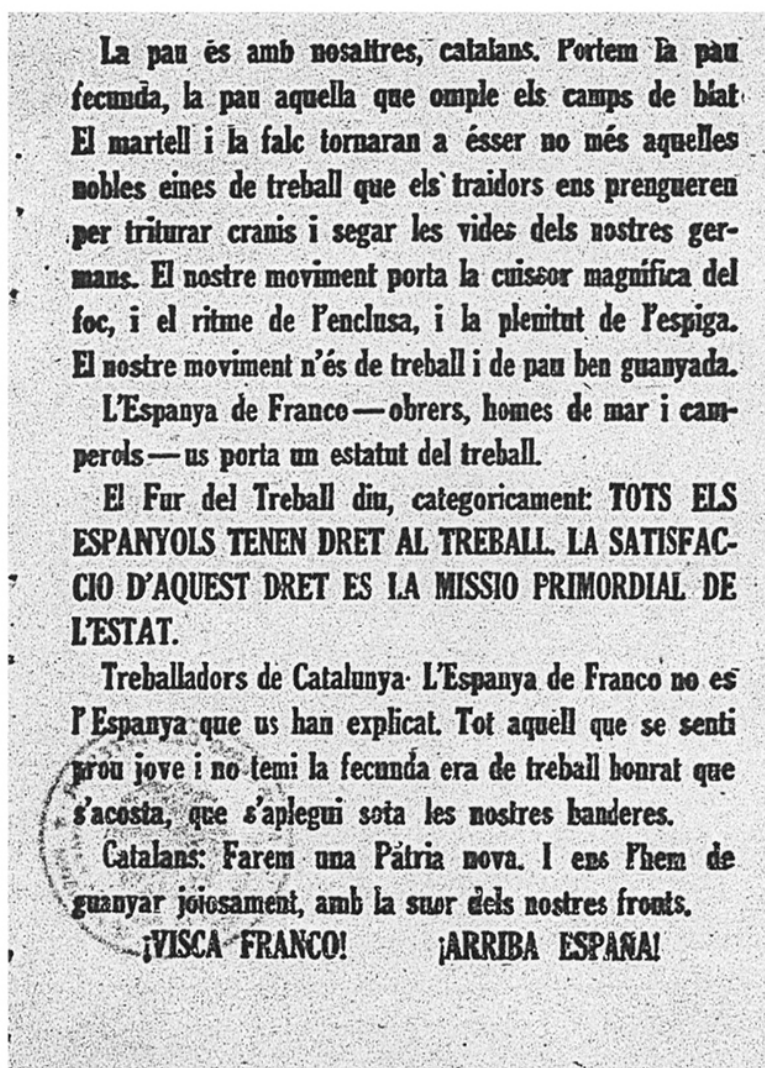 La pau és amb nosaltres, catalans. Portem la pau
fecunda, la pau aquella que omple els camps de blat·
El martell i la falc tornaran a ésser no més aquelles
nobles eines de treball que els traidors ens prengueren
per triturar cranis i segar les vides dels nostres ger-
mans. El nostre moviment porta la cuissor magnífica del
foc, i el ritme de l'enclusa, i la plenitut de l'espiga.
El nostre moviment n'és de treball i de pau ben guanyada.
L'Espanya de Franco—obrers, homes de mar i cam-
perols—us porta un estatut del treball.
El Fur del Treball diu, categoricament: TOTS ELS
ESPANYOLS TENEN DRET AL TREBALL. LA SATISFAC-
CIO D'AQUEST DRET ES LA MISSIO PRIMORDIAL DE
L'ESTAT.
Treballadors de Catalunya· L'Espanya de Franco no es
l'Espanya que us han explicat. Tot aquell que se senti
prou jove i no temi la fecunda era de treball honrat que
s'acosta, que s'aplegui sota les nostres banderes.
Catalans: Farem una Pátria nova. I ens l'hem de
guanyar joiosament, amb la suor dels nostres fronts.
¡VISCA FRANCO! ¡ARRIBA ESPAÑA!